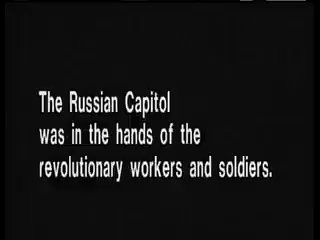 The Russian Capitol
was in the hands of the
revolutionary workers and soldiers.